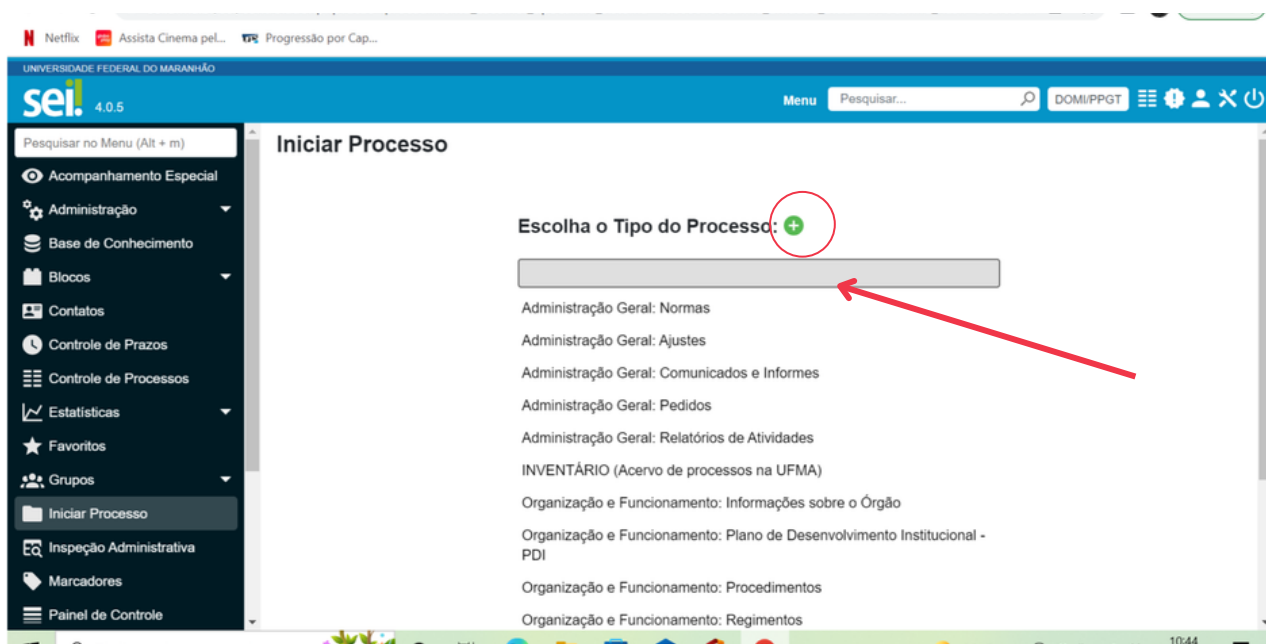 Netflix Assista Cinema pel... Progressão por Cap...
UNIVERSIDADE FEDERAL DO MARANHÃO
sei! 4.0.5
Menu Pesquisar... DOMI/PPGT
Pesquisar no Menu (Alt + m)
Acompanhamento Especial
Administração
Base de Conhecimento
Blocos
Contatos
Controle de Prazos
Controle de Processos
Estatísticas
Favoritos
Grupos
Iniciar Processo
Inspeção Administrativa
Marcadores
Painel de Controle
Iniciar Processo
Escolha o Tipo do Processo:
Administração Geral: Normas
Administração Geral: Ajustes
Administração Geral: Comunicados e Informes
Administração Geral: Pedidos
Administração Geral: Relatórios de Atividades
INVENTÁRIO (Acervo de processos na UFMA)
Organização e Funcionamento: Informações sobre o Órgão
Organização e Funcionamento: Plano de Desenvolvimento Institucional -
PDI
Organização e Funcionamento: Procedimentos
Organização e Funcionamento: Regimentos
10:44